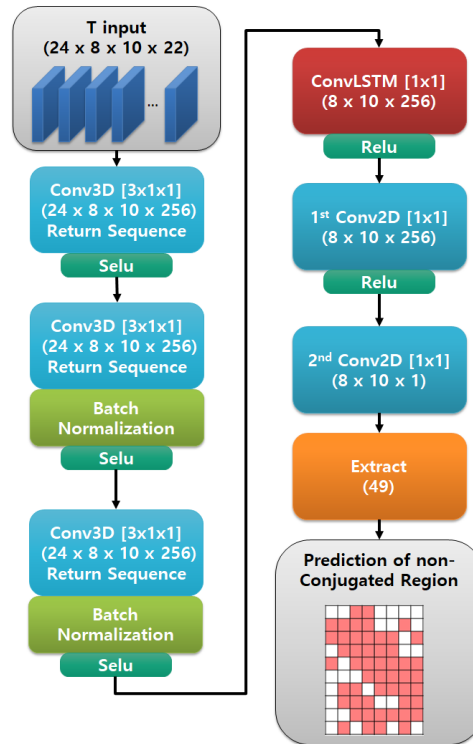 T input
(24 x 8 x 10 x 22)
...
Conv3D [3x1x1]
(24 x 8 x 10 x 256)
Return Sequence
Selu
Conv3D [3x1x1]
(24 x 8 x 10 x 256)
Return Sequence
Batch
Normalization
Selu
Conv3D [3x1x1]
(24 x 8 x 10 x 256)
Return Sequence
Batch
Normalization
Selu
ConvLSTM [1x1]
(8 x 10 x 256)
Relu
1st Conv2D [1x1]
(8 x 10 x 256)
Relu
2nd Conv2D [1x1]
(8 x 10 x 1)
Extract
(49)
Prediction of non-
Conjugated Region